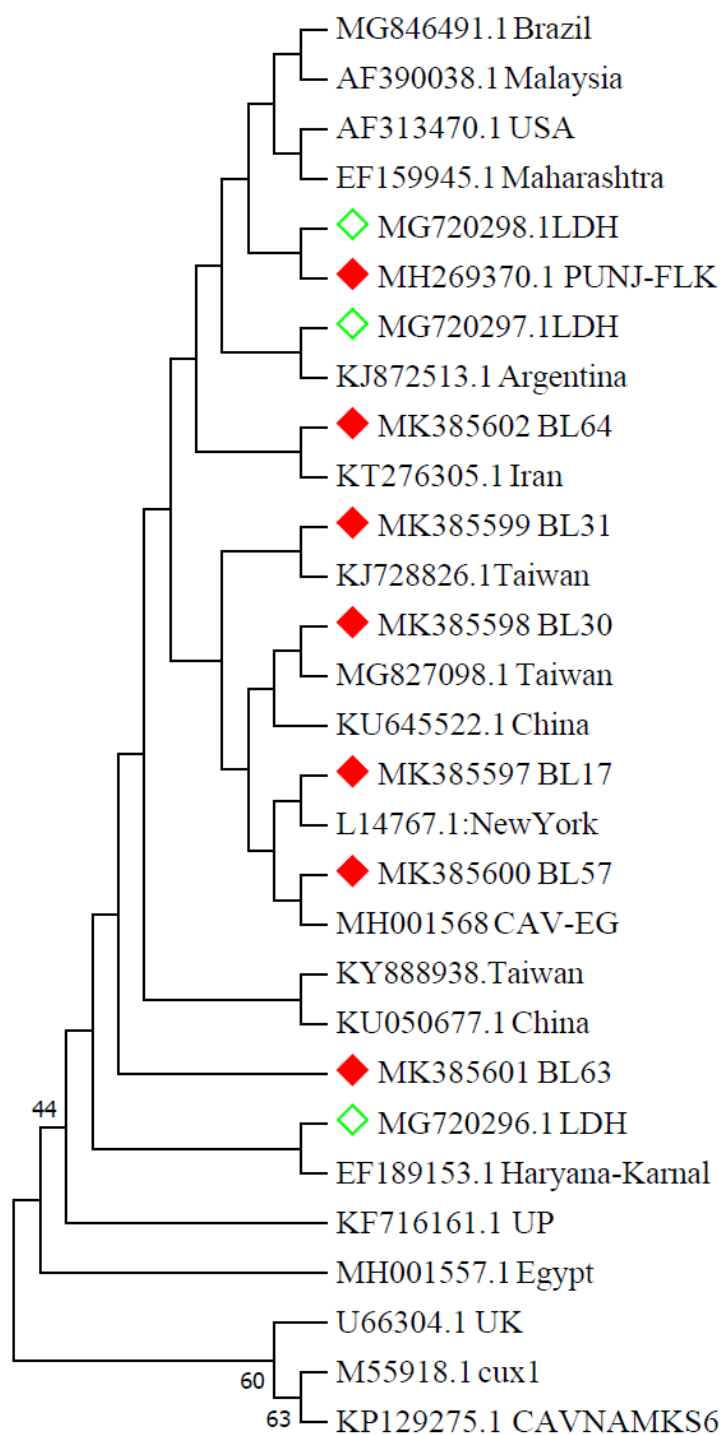 MG846491.1 Brazil
AF390038.1 Malaysia
AF313470.1 USA
EF159945.1 Maharashtra
MG720298.1LDH
MH269370.1 PUNJ-FLK
MG720297.1LDH
KJ872513.1 Argentina
MK385602 BL64
KT276305.1 Iran
MK385599 BL31
KJ728826.1Taiwan
MK385598 BL30
MG827098.1 Taiwan
KU645522.1 China
MK385597 BL17
L14767.1:NewYork
MK385600 BL57
MH001568 CAV-EG
KY888938.Taiwan
KU050677.1 China
MK385601 BL63
44
MG720296.1 LDH
EF189153.1 Haryana-Karnal
KF716161.1 UP
MH001557.1 Egypt
U66304.1 UK
M55918.1 cux1
60
63
KP129275.1 CAVNAMKS6